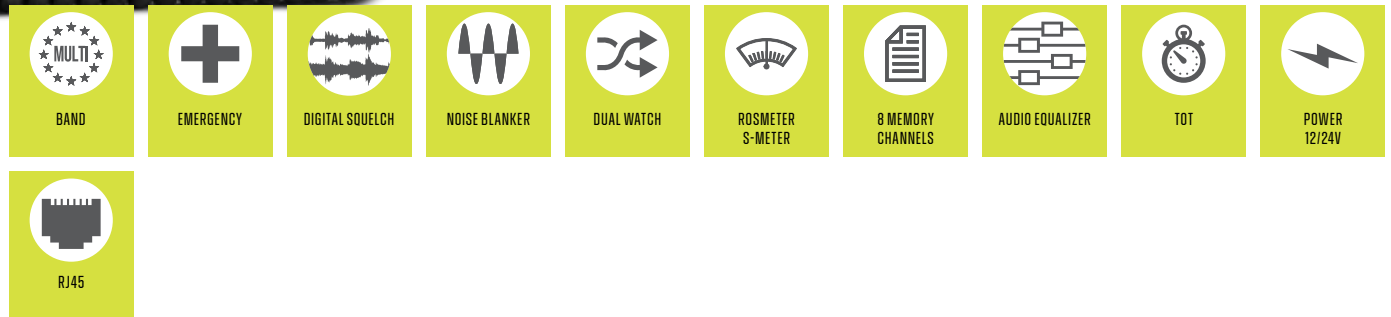 MULTI
BAND
EMERGENCY
DIGITAL SQUELCH
NOISE BLANKER
DUAL WATCH
ROSMETER
S-METER
8 MEMORY
CHANNELS
AUDIO EQUALIZER
TOT
POWER
12/24V
RJ45